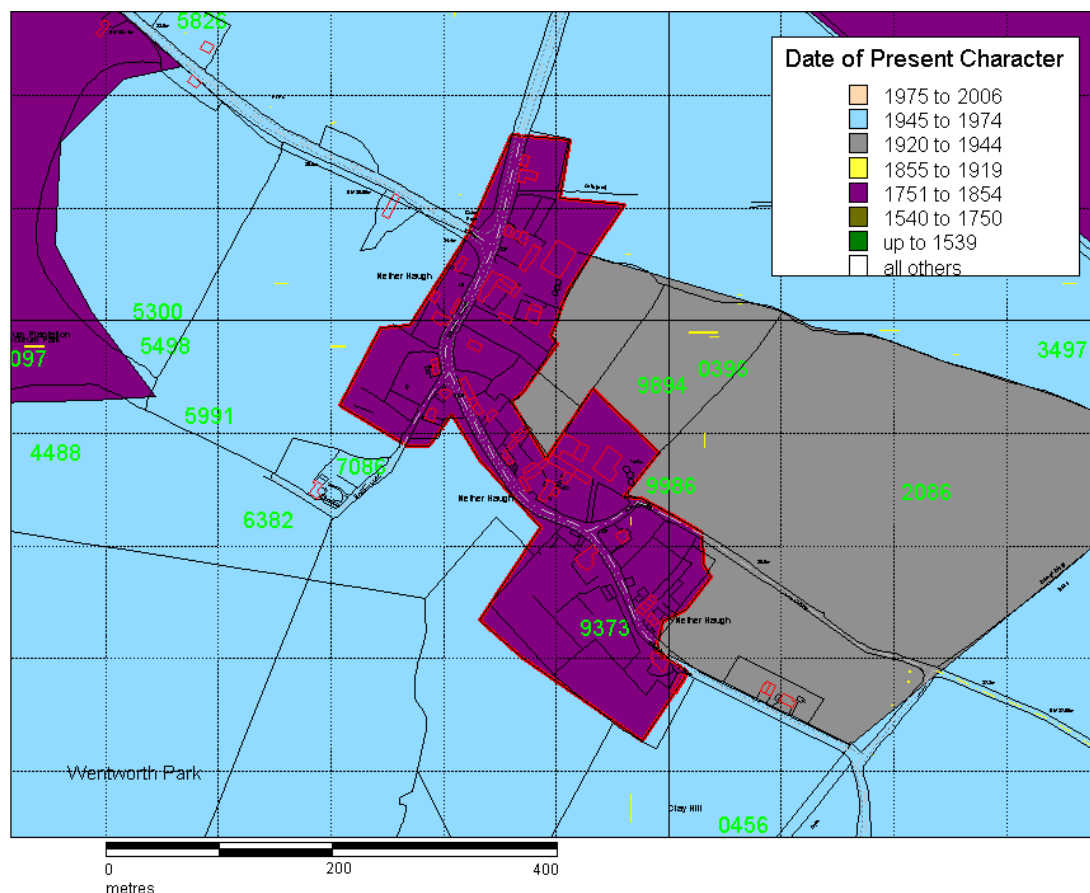 5826
Date of Present Character
1975 to 2006
1945 to 1974
1920 to 1944
1855 to 1919
1751 to 1854
1540 to 1750
up to 1539
all others
Nether Haugh
5300
5498
097
3497
0396
9894
5991
4488
7086
9986
2086
Nether Haugh
6382
9373
Nether Haugh
Wentworth Park
Clay Hill
0456
0
200
400
metres